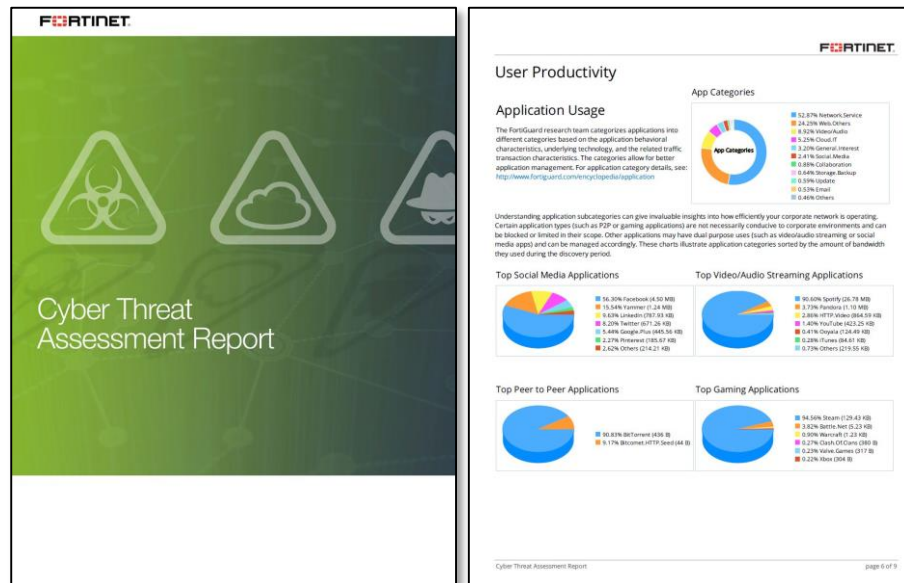 FORTINET
Cyber Threat
Assessment Report
FORTINET
User Productivity
Application Usage
The FortiGuard research team categorizes applications into
different categories based on the application behavioral
characteristics, underlying technology, and the related traffic
transaction characteristics. The categories allow for better
application management. For application category details, see:
http://www.fortiguard.com/encyclopedia/application
App Categories
App Categories
52.87% Network.Service
24.25% Web.Others
8.92% Video/Audio
5.25% Cloud.IT
3.20% General.Interest
2.41% Social.Media
0.88% Collaboration
0.64% Storage.Backup
0.59% Update
0.53% Email
0.46% Others
Understanding application subcategories can give invaluable insights into how efficiently your corporate network is operating.
Certain application types (such as P2P or gaming applications) are not necessarily conducive to corporate environments and can
be blocked or limited in their scope. Other applications may have dual purpose uses (such as video/audio streaming or social
media apps) and can be managed accordingly. These charts illustrate application categories sorted by the amount of bandwidth
they used during the discovery period.
Top Social Media Applications
56.30% Facebook (4.50 MB)
15.54% Yammer (1.24 MB)
9.63% LinkedIn (787.93 KB)
8.20% Twitter (671.26 KB)
5.44% Google.Plus (445.56 KB)
2.27% Pinterest (185.67 KB)
2.62% Others (214.21 KB)
Top Video/Audio Streaming Applications
90.60% Spotify (26.78 MB)
3.73% Pandora (1.10 MB)
2.86% HTTP.Video (864.59 KB)
1.40% YouTube (423.25 KB)
0.41% Ooyala (124.49 KB)
0.28% iTunes (84.61 KB)
0.73% Others (219.55 KB)
Top Peer to Peer Applications
90.83% BitTorrent (436 B)
9.17% Bitcomet.HTTP.Seed (44 B)
Top Gaming Applications
94.56% Steam (129.43 KB)
3.82% Battle.Net (5.23 KB)
0.90% Warcraft (1.23 KB)
0.27% Clash.Of.Clans (380 B)
0.23% Valve.Games (317 B)
0.22% Xbox (304 B)
Cyber Threat Assessment Report
page 6 of 9